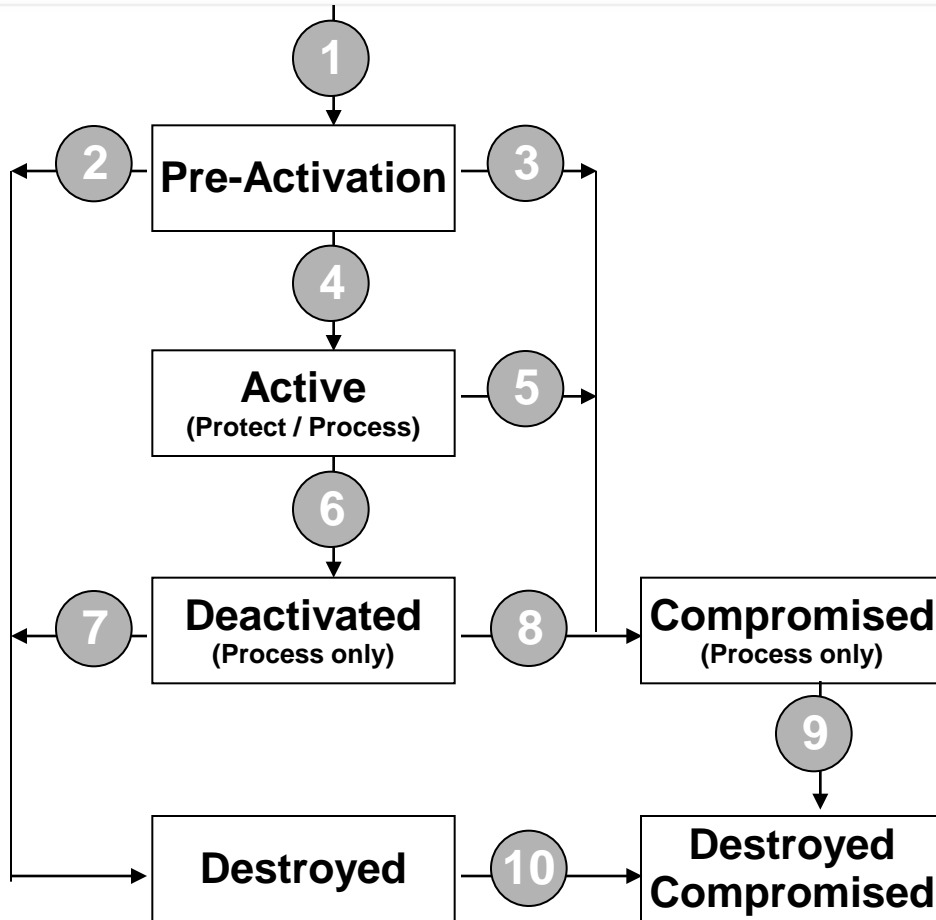 1
2
Pre-Activation
3
4
Active
(Protect / Process)
5
6
7
Deactivated
(Process only)
8
Compromised
(Process only)
9
Destroyed
10
Destroyed
Compromised